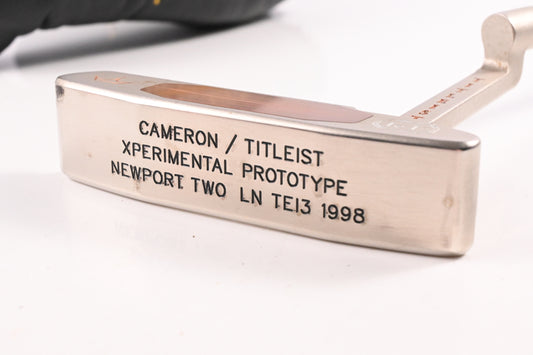 CAMERON / TITLEIST
XPERIMENTAL PROTOTYPE
NEWPORT TWO LN TEI3 1998